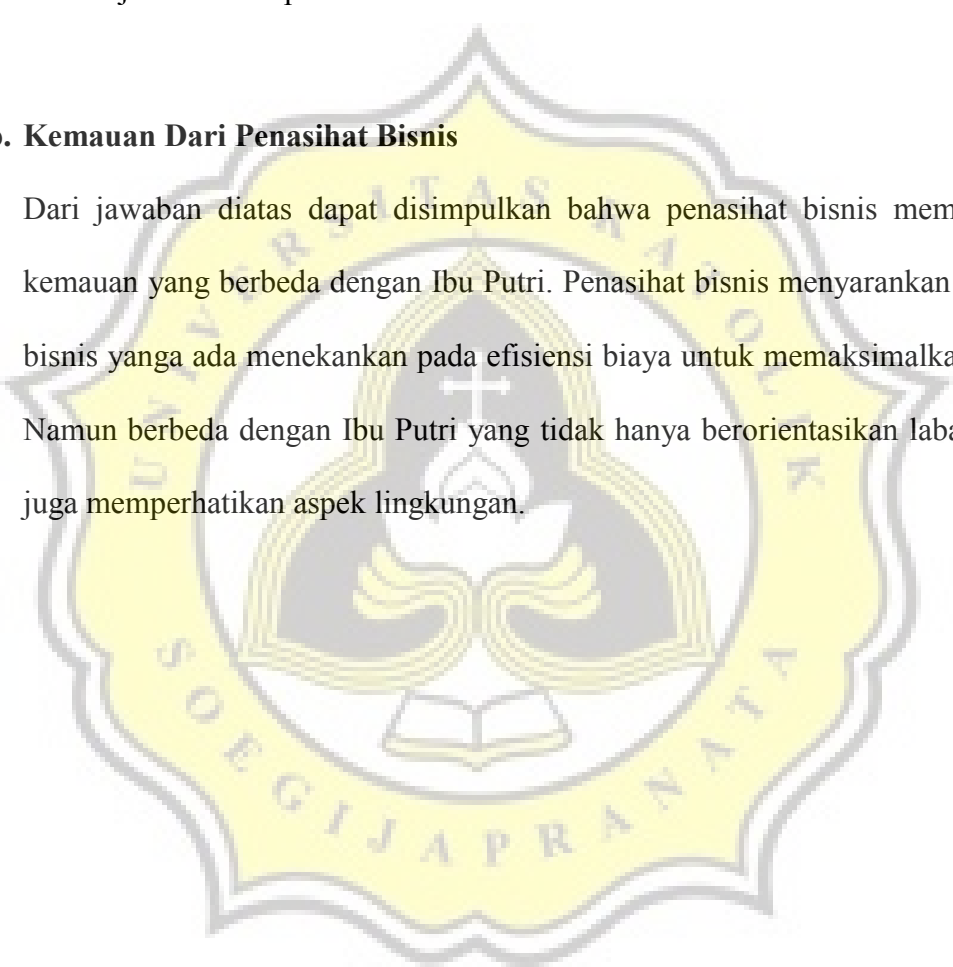 . Kemauan Dari Penasihat Bisnis
Dari jawaban diatas dapat disimpulkan bahwa penasihat bisnis mem
kemauan yang berbeda dengan Ibu Putri. Penasihat bisnis menyarankan
bisnis yanga ada menekankan pada efisiensi biaya untuk memaksimalka
Namun berbeda dengan Ibu Putri yang tidak hanya berorientasikan laba
juga memperhatikan aspek lingkungan.
UNIVERSITAS KATOLIK
SOEGIJAPRANATA